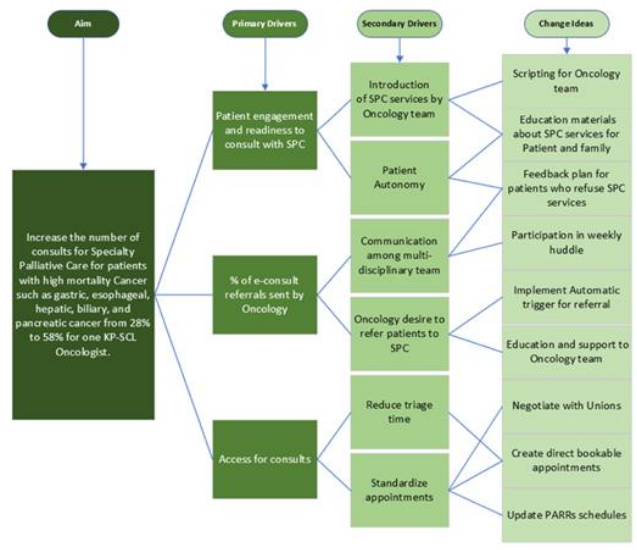 Aim
Primary Drivers
Secondary Drivers
Change Ideas
Increase the number of
consults for Specialty
Palliative Care for patients
with high mortality Cancer
such as gastric, esophageal,
hepatic, biliary, and
pancreatic cancer from 28%
to 58% for one KP-SCL
Oncologist.
Patient engagement
and readiness to
consult with SPC
% of e-consult
referrals sent by
Oncology
Access for consults
Introduction
of SPC services by
Oncology team
Patient
Autonomy
Communication
among multi-
disciplinary team
Oncology desire to
refer patients to
SPC
Reduce triage
time
Standardize
appointments
Scripting for Oncology
team
Education materials
about SPC services for
Patient and family
Feedback plan for
patients who refuse SPC
services
Participation in weekly
huddle
Implement Automatic
trigger for referral
Education and support to
Oncology team
Negotiate with Unions
Create direct bookable
appointments
Update PARRs schedules